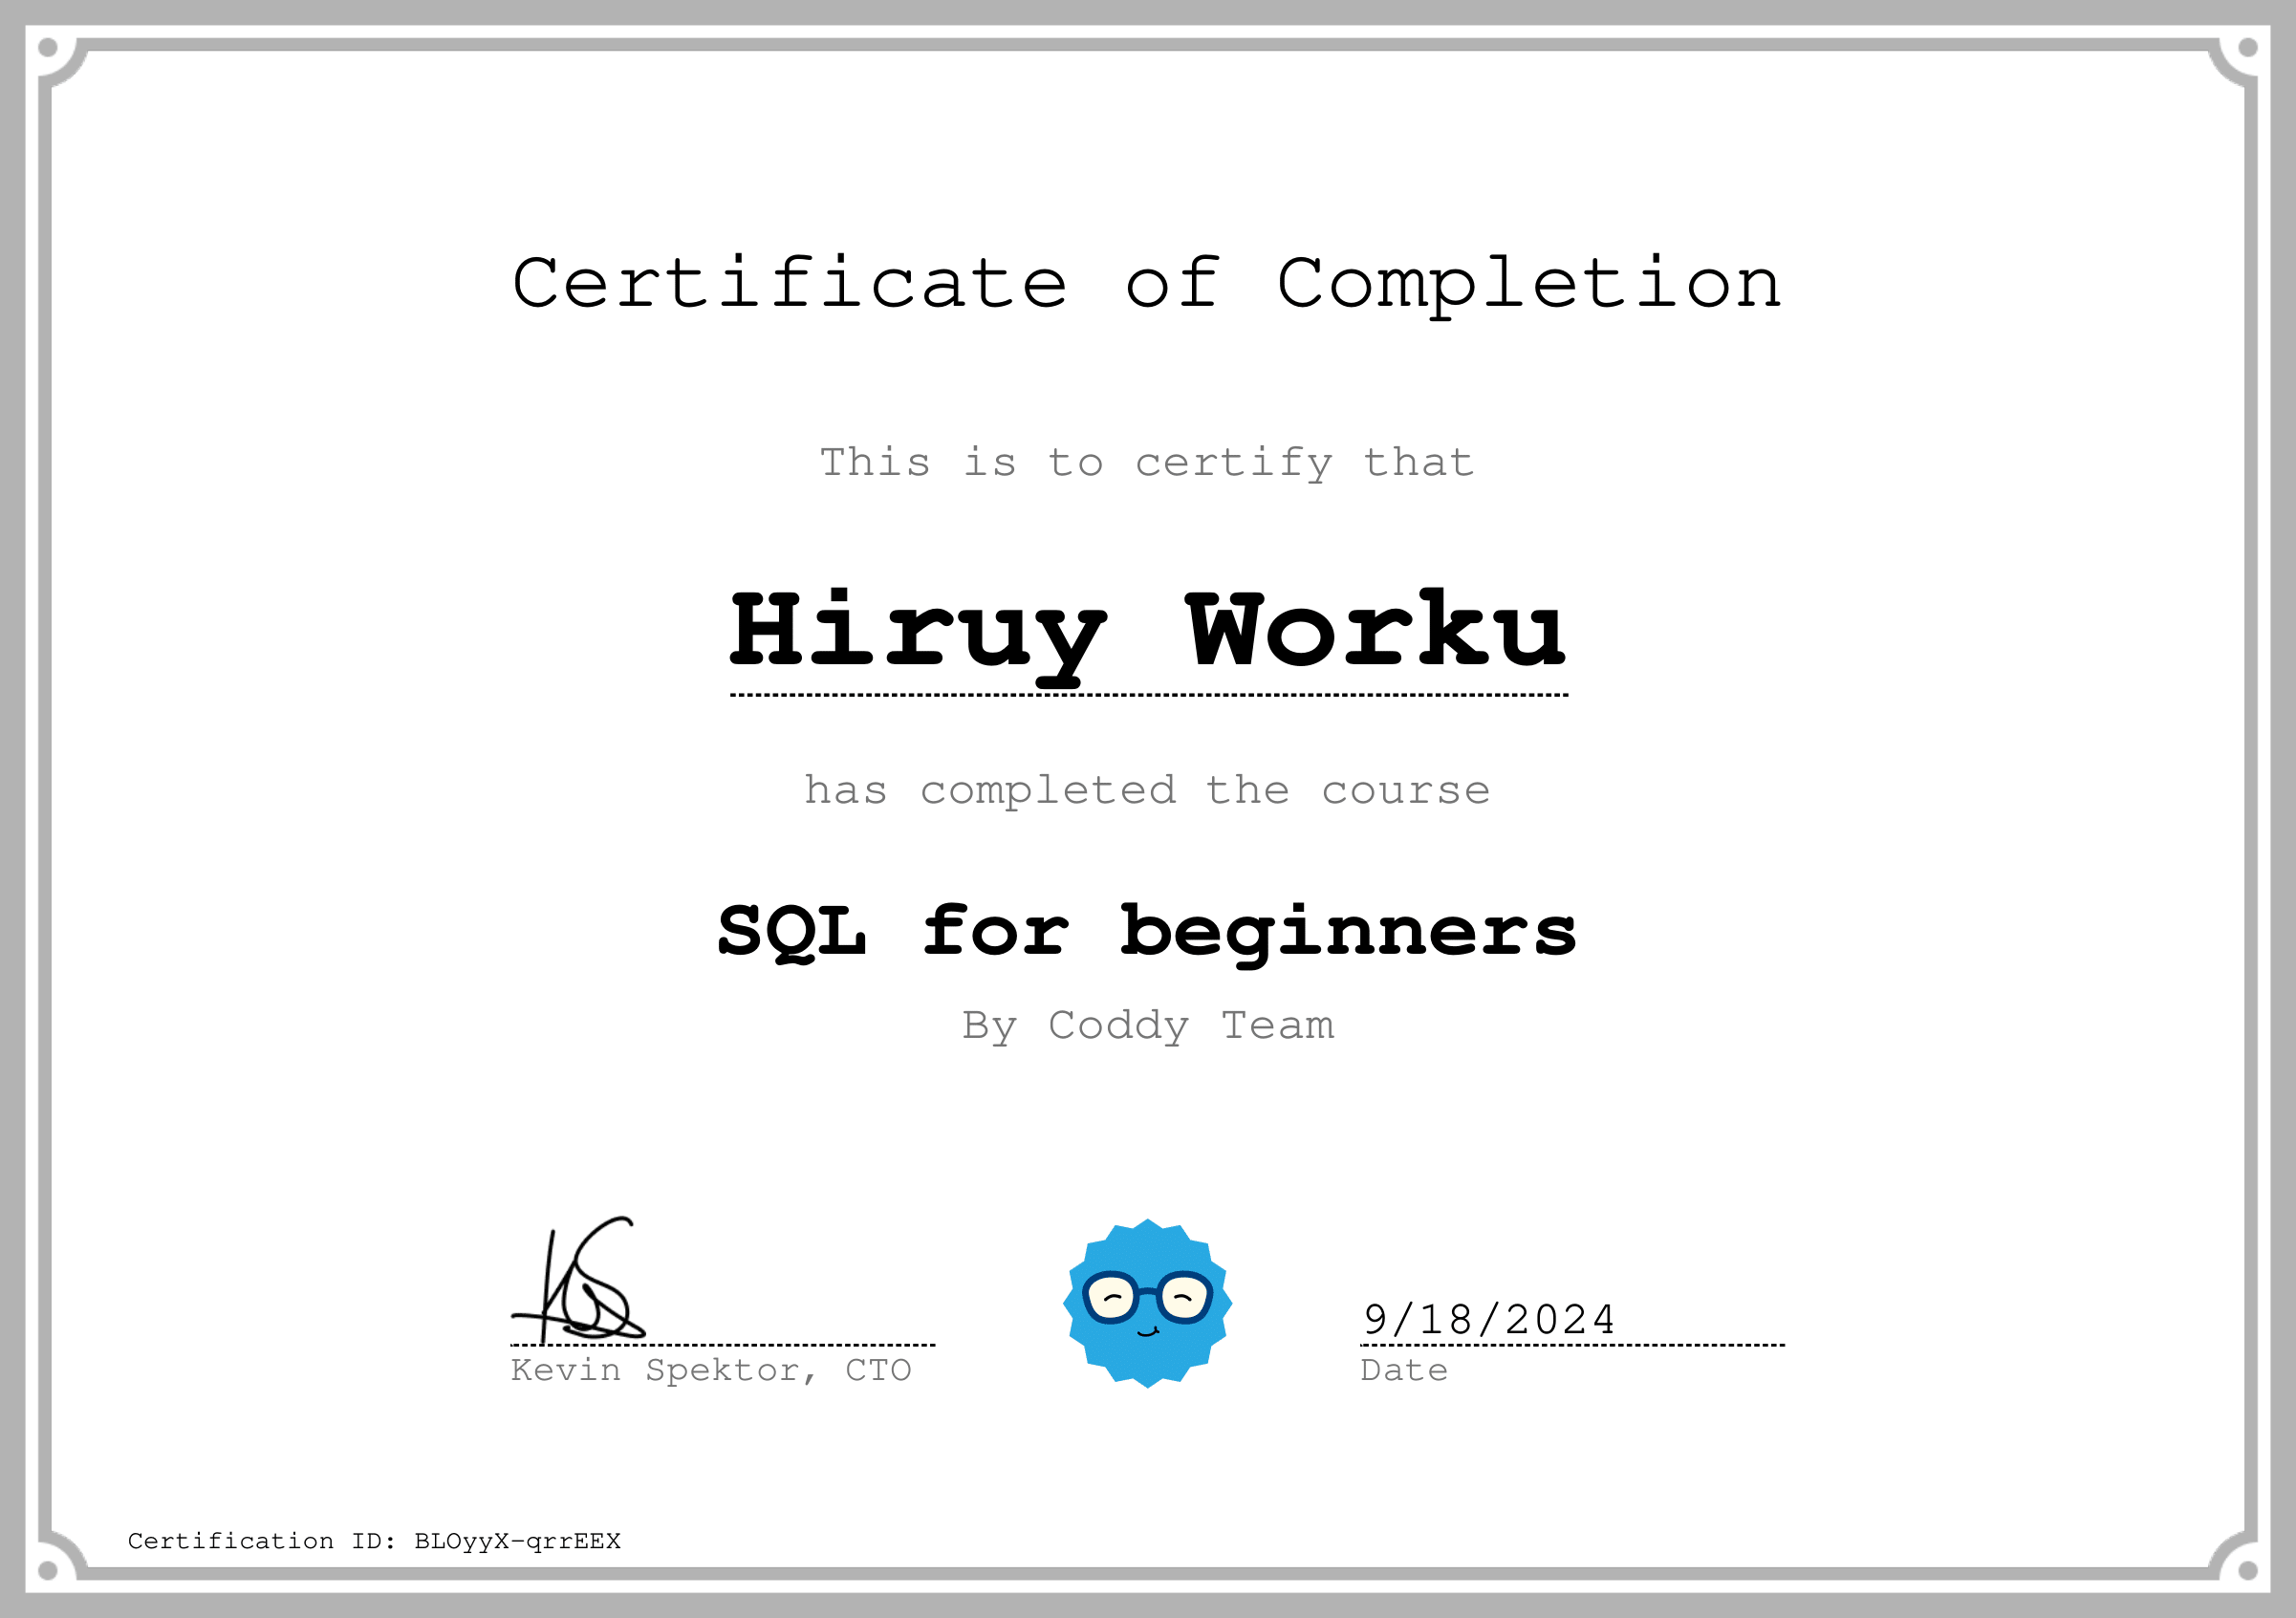 Certificate of Completion
This is to certify that
Hiruy Worku
has completed the course
SQL for beginners
By Coddy Team
9/18/2024
Kevin Spektor, CTO
Date
Certification ID: BLOyyX-qrrEEX